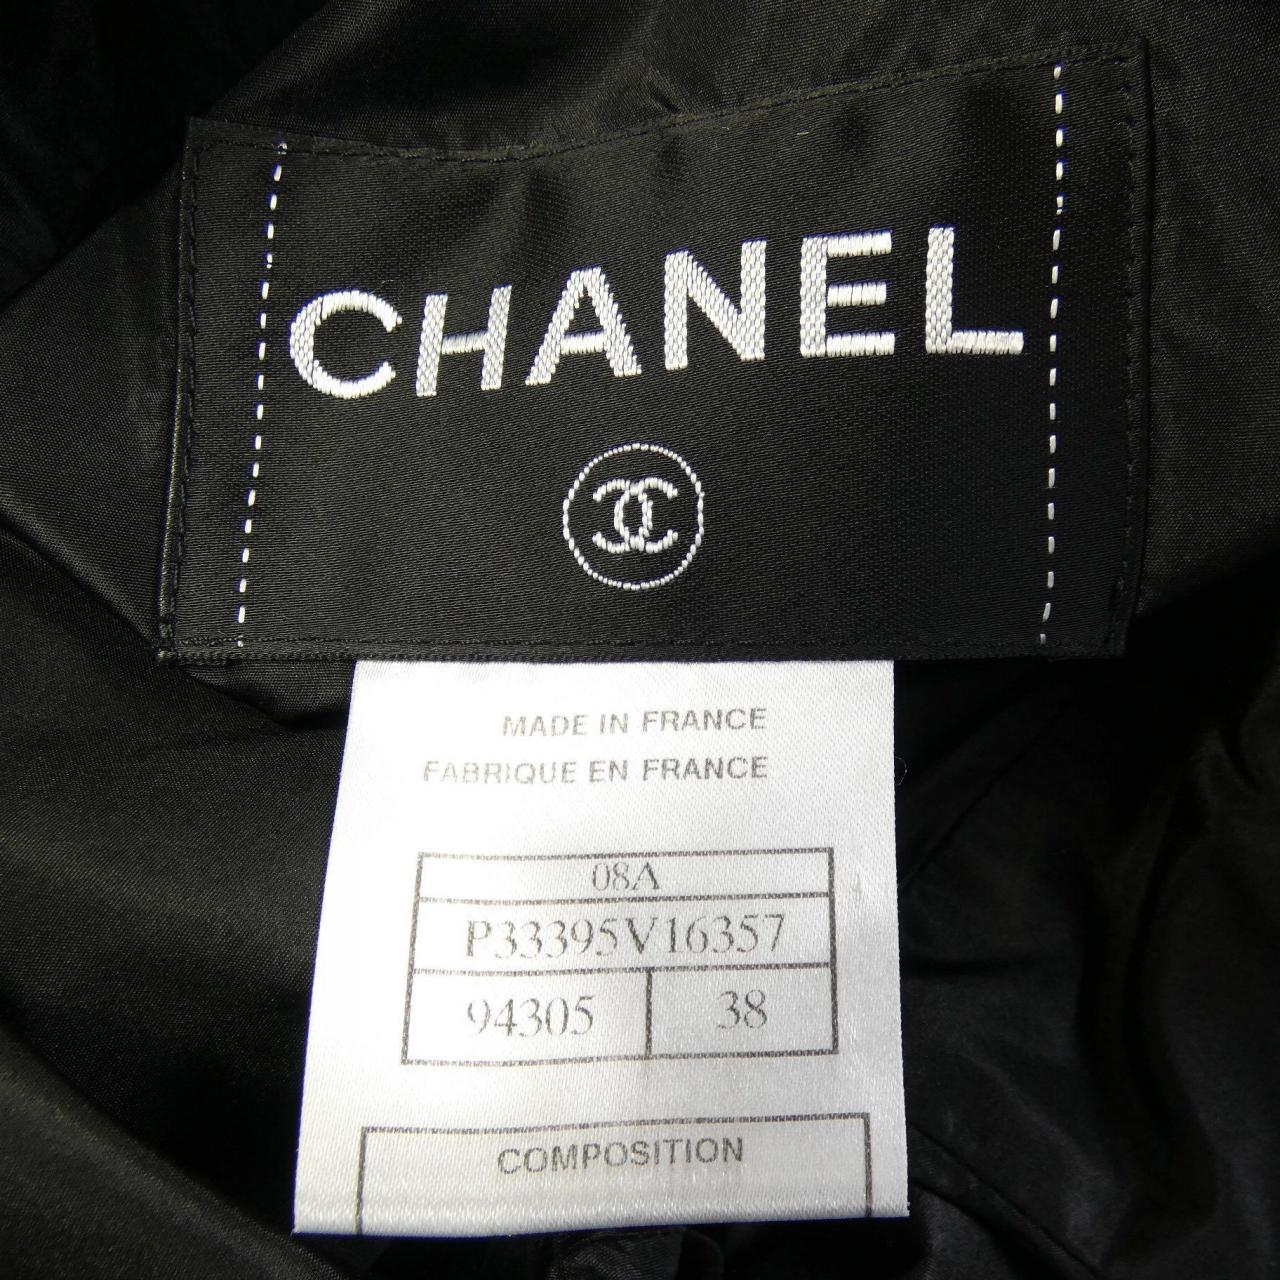 CHANEL
MADE IN FRANCE
FABRIQUE EN FRANCE
08A
P33395V16357
94305 38
COMPOSITION